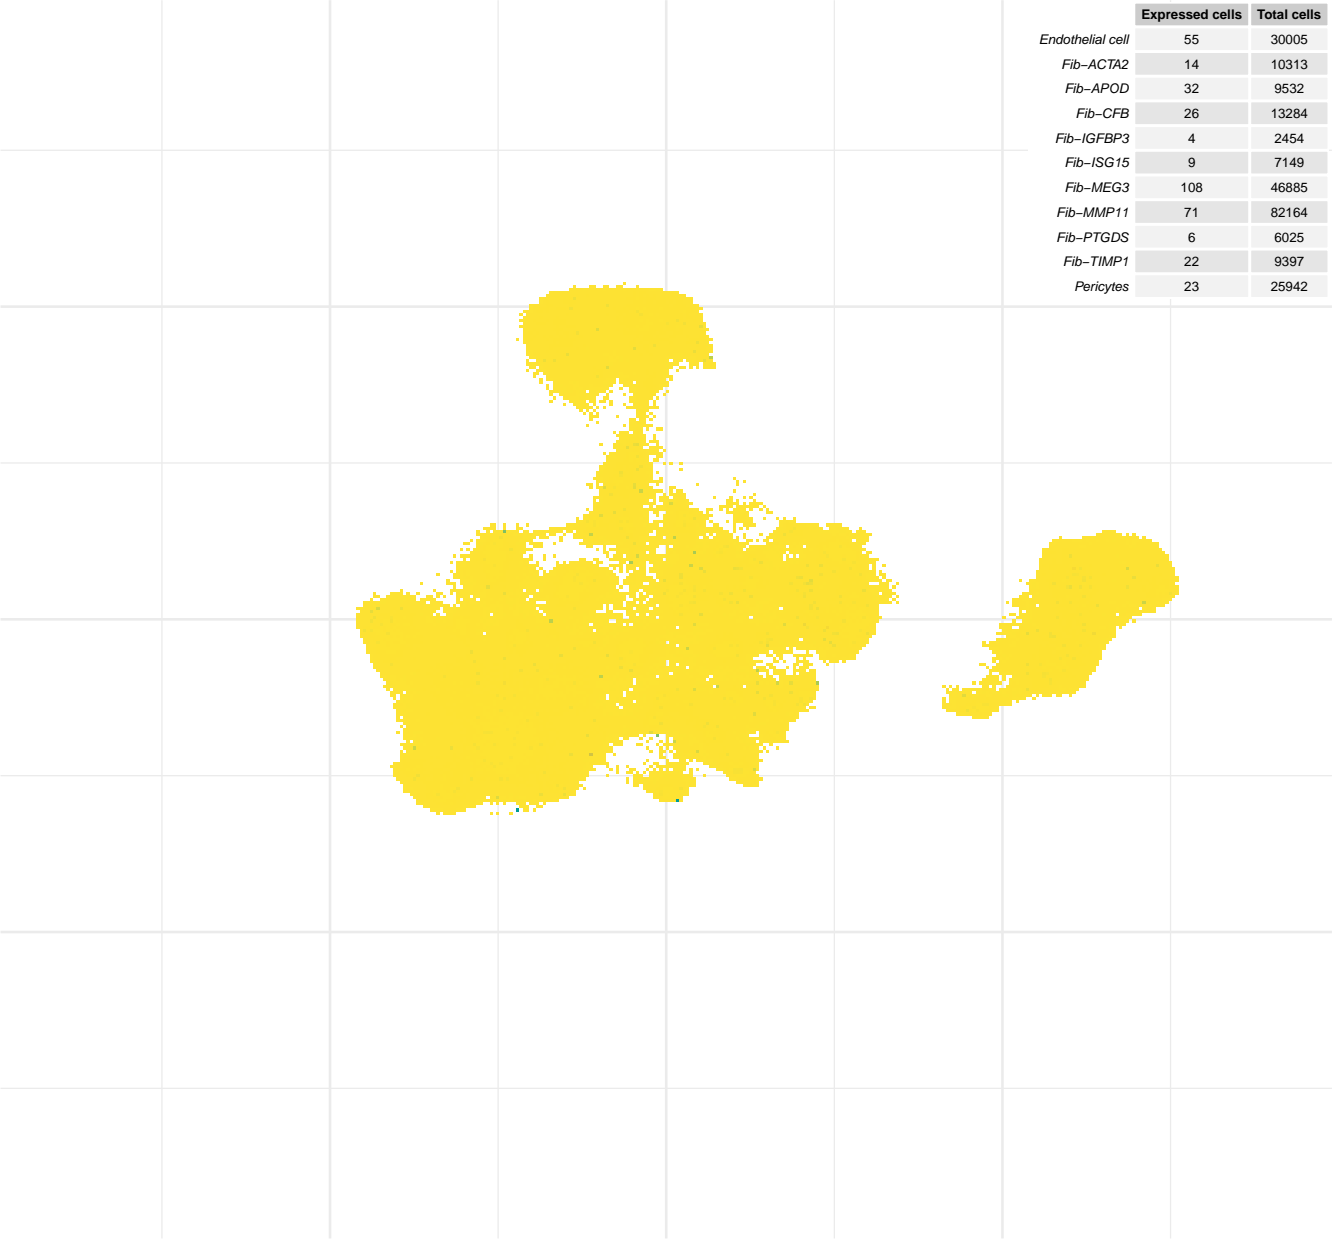 Expressed cells Total cells
Endothelial cell 55 30005
Fib−ACTA2 14 10313
Fib−APOD 32 9532
Fib−CFB 26 13284
Fib−IGFBP3 4 2454
Fib−ISG15 9 7149
Fib−MEG3 108 46885
Fib−MMP11 71 82164
Fib−PTGDS 6 6025
Fib−TIMP1 22 9397
Pericytes 23 25942